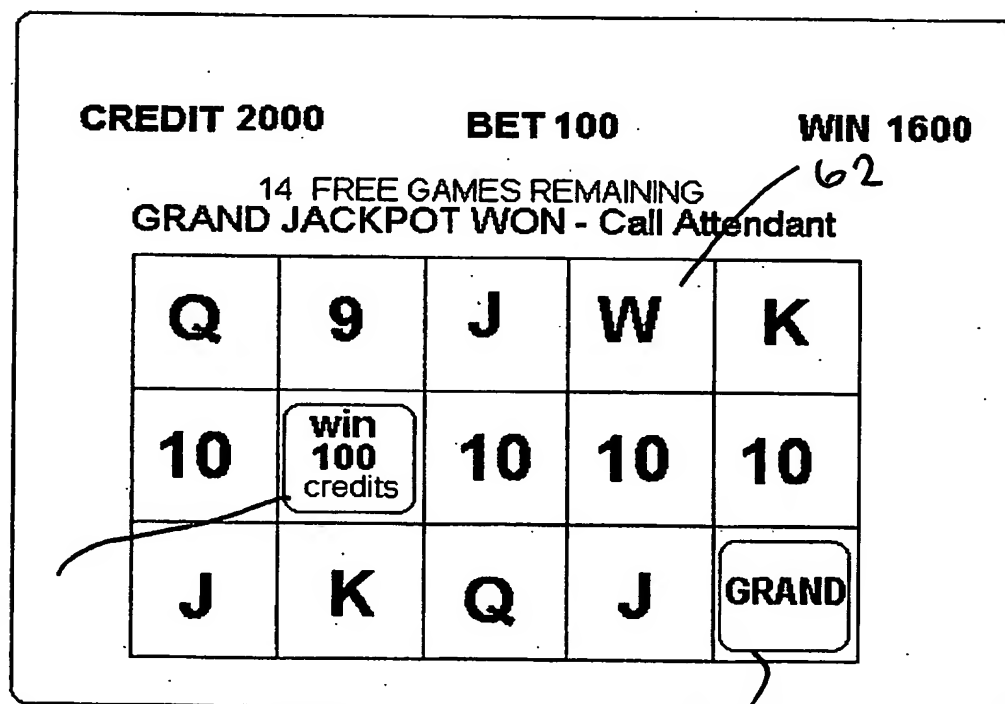 CREDIT 2000 BET 100 WIN 1600
62
14 FREE GAMES REMAINING
GRAND JACKPOT WON - Call Attendant
Q 9 J W K
10 win 100 credits 10 10 10
J K Q J GRAND